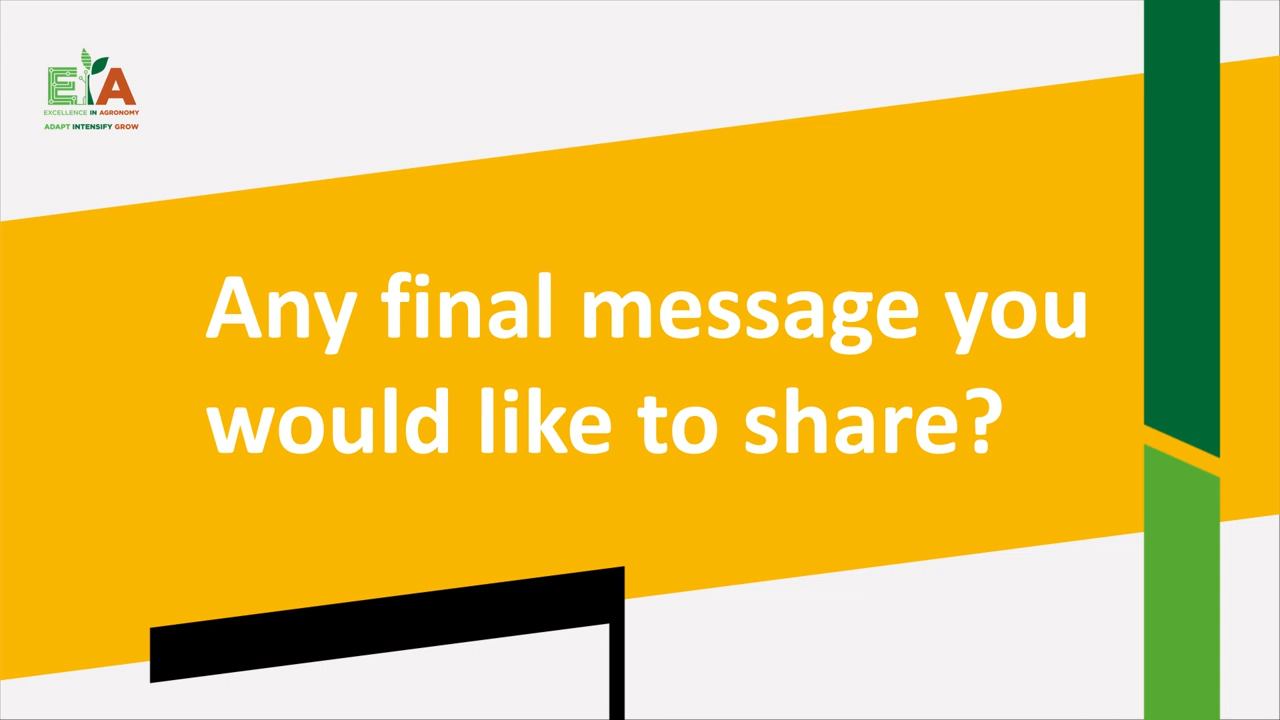 EiA
EXCELLENCE IN AGRONOMY
ADAPT INTENSIFY GROW
Any final message you
would like to share?